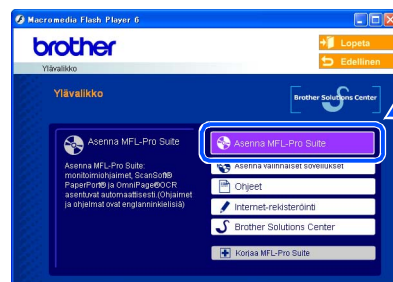 Macromedia Flash Player 6
brother
Lopeta
Edellinen
Ylävalikko
Ylävalikko
Brother Solutions Center
Asenna MFL-Pro Suite
Asenna MFL-Pro Suite:
monitoimiohjaimet, ScanSoft®
PaperPort® ja OmniPage®OCR
asentuvat automaattisesti.(Ohjaimet
ja ohjelmat ovat englanninkielisiä)
Asenna MFL-Pro Suite
Asenna valinnaiset sovellukset
Ohjeet
Internet-rekisteröinti
Brother Solutions Center
Korjaa MFL-Pro Suite